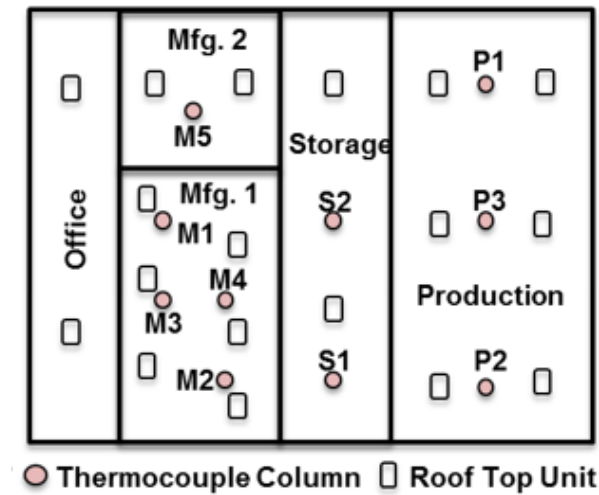 Mfg. 2
P1
M5
Storage
Mfg. 1
S2
P3
M1
Office
M4
Production
M3
S1
P2
M2
Thermocouple Column
Roof Top Unit